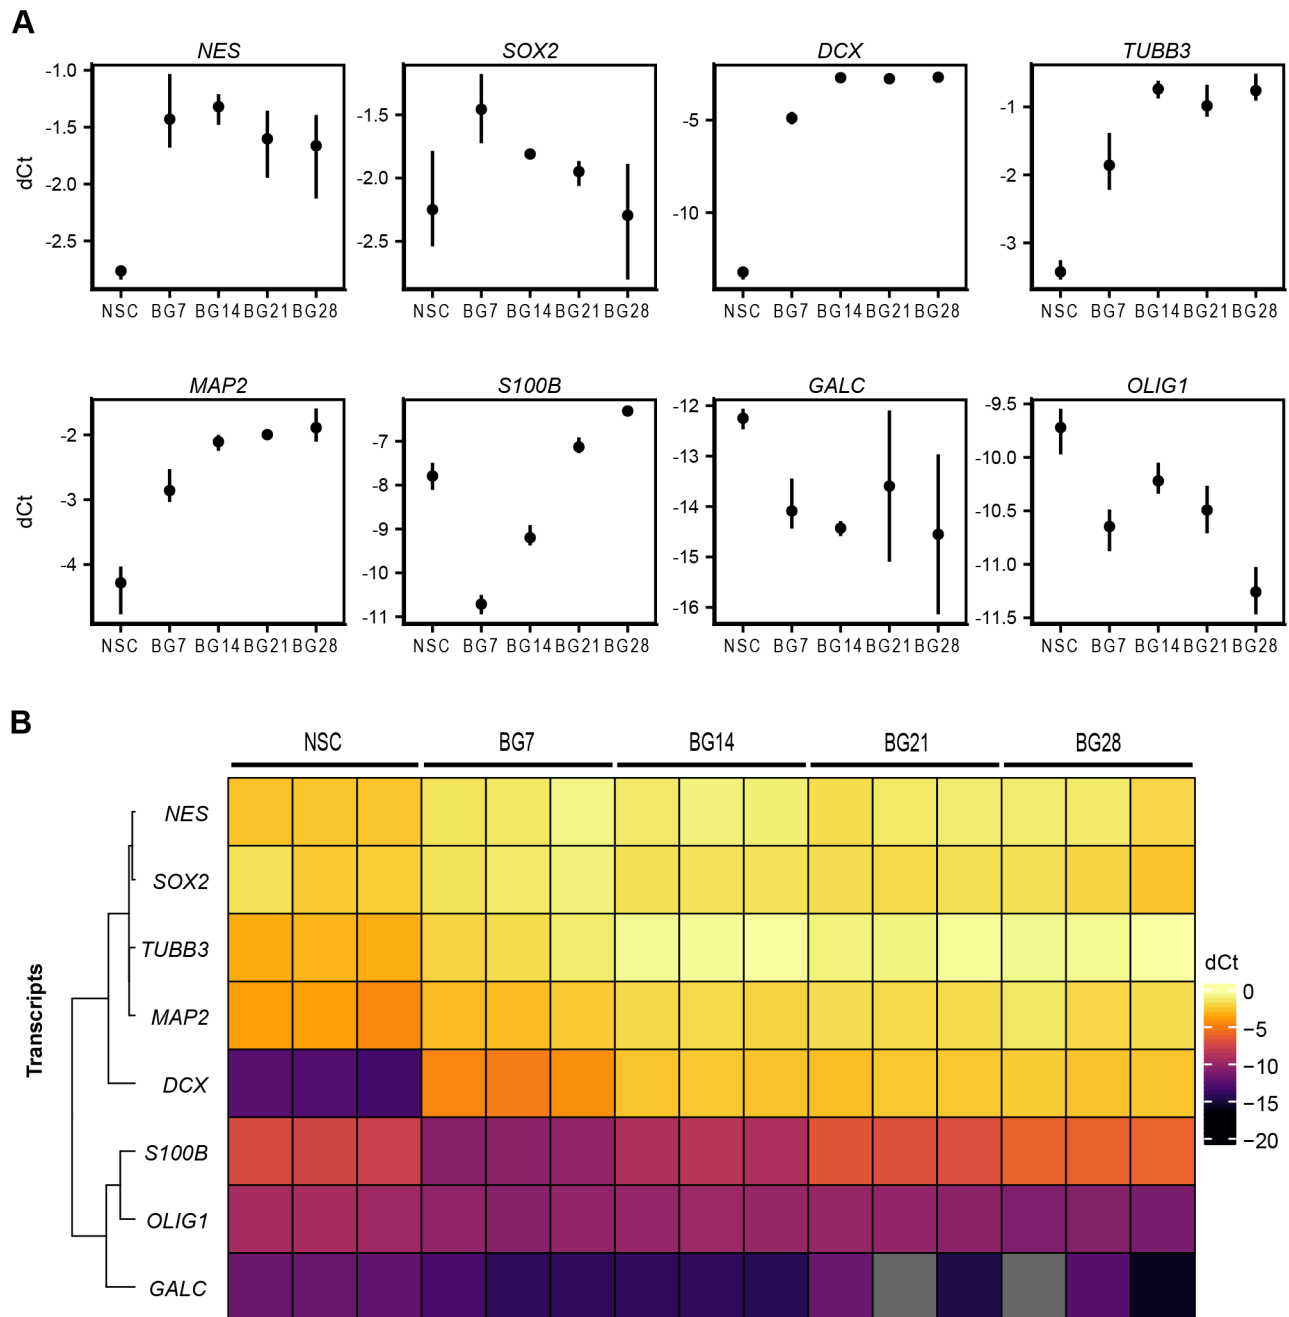 A
NES SOX2 DCX TUBB3
dCt
-1.0
-1.5
-2.0
-2.5
NSC BG7 BG14 BG21 BG28
-1.5
-2.0
-2.5
NSC BG7 BG14 BG21 BG28
-5
-10
NSC BG7 BG14 BG21 BG28
-1
-2
-3
NSC BG7 BG14 BG21 BG28
MAP2 S100B GALC OLIG1
dCt
-2
-3
-4
NSC BG7 BG14 BG21 BG28
-7
-8
-9
-10
-11
NSC BG7 BG14 BG21 BG28
-12
-13
-14
-15
-16
NSC BG7 BG14 BG21 BG28
-9.5
-10.0
-10.5
-11.0
-11.5
NSC BG7 BG14 BG21 BG28
B
NSC BG7 BG14 BG21 BG28
Transcripts
NES
SOX2
TUBB3
MAP2
DCX
S100B
OLIG1
GALC
dCt
0
−5
−10
−15
−20